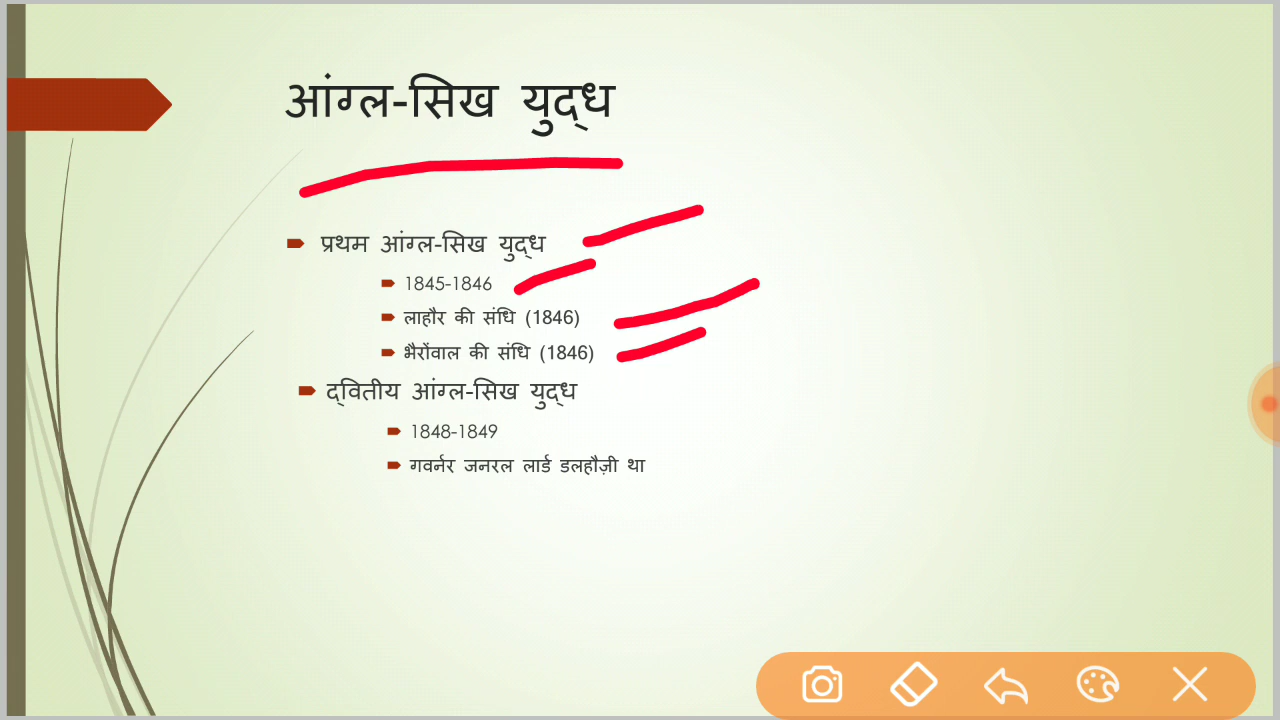 आंग्ल-सिख युद्ध
प्रथम आंग्ल-सिख युद्ध
1845-1846
लाहौर की संधि (1846)
भैरोंवाल की संधि (1846)
द्वितीय आंग्ल-सिख युद्ध
1848-1849
गवर्नर जनरल लार्ड डलहौज़ी था